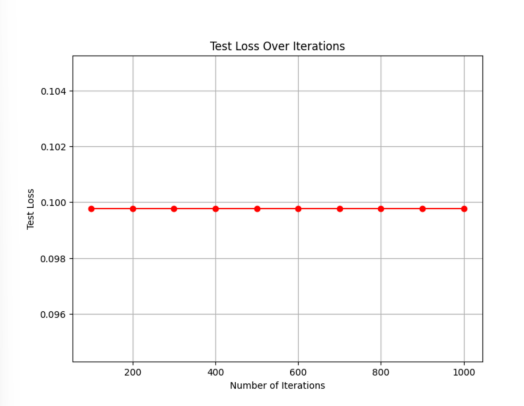 Test Loss Over Iterations
0.104
0.102
0.100
0.098
0.096
Test Loss
200 400 600 800 1000
Number of Iterations